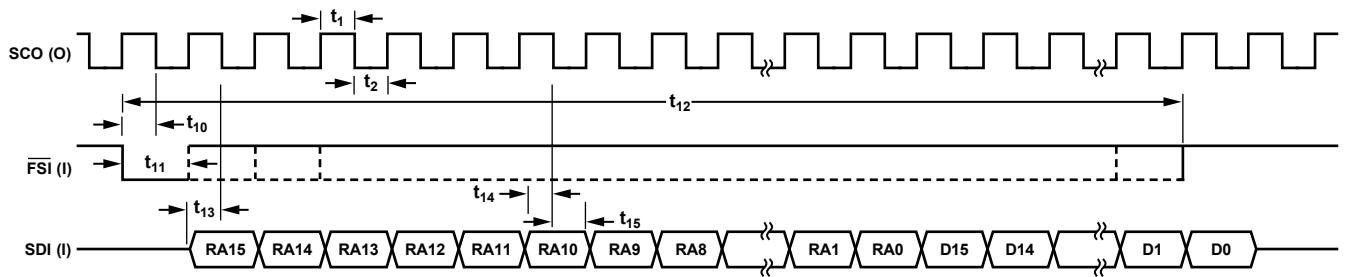 t1
SCO (O)
t2
t12
t10
FSI (I)
t11
t14
t13
t15
SDI (I) RA15 RA14 RA13 RA12 RA11 RA10 RA9 RA8 RA1 RA0 D15 D14 D1 D0